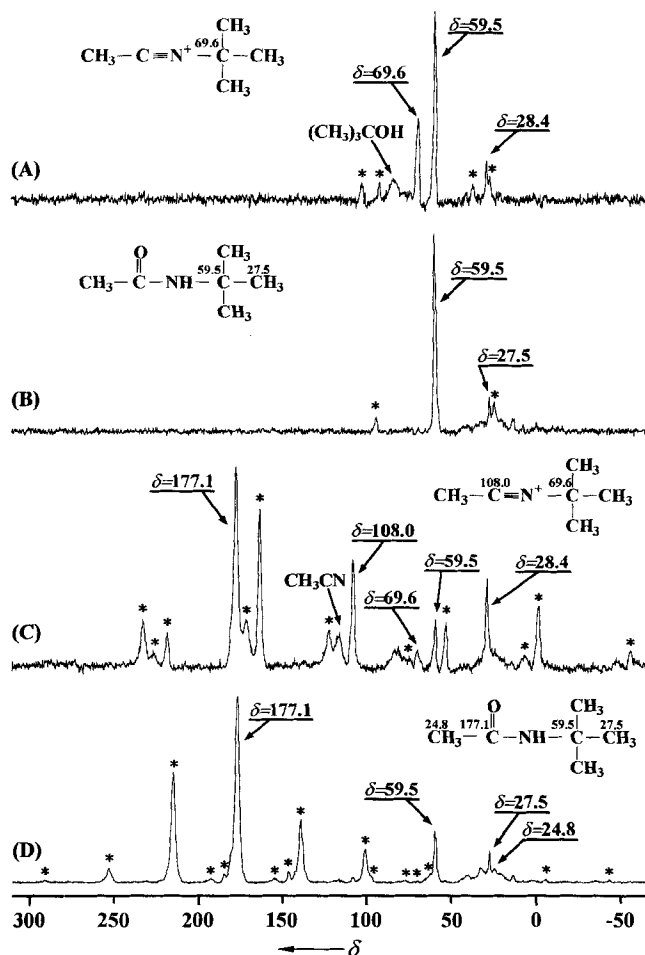 CH₃
CH₃ — C ≡ N⁺ — C — CH₃
69.6
CH₃
δ=59.5
δ=69.6
(CH₃)₃COH
δ=28.4
* * * *
(A)
O CH₃
CH₃ — C — NH — C — CH₃
59.5 27.5
CH₃
δ=59.5
δ=27.5
* *
(B)
δ=177.1
108.0 69.6 CH₃
CH₃ — C ≡ N⁺ — C — CH₃
CH₃
δ=108.0
CH₃CN
δ=69.6
δ=59.5
δ=28.4
* * * * * * * * * * *
(C)
δ=177.1
O CH₃
24.8 177.1 59.5 27.5
CH₃ — C — NH — C — CH₃
CH₃
δ=59.5
δ=27.5
δ=24.8
* * * * * * * * * * * * * *
(D)
300 250 200 150 100 50 0 -50
δ